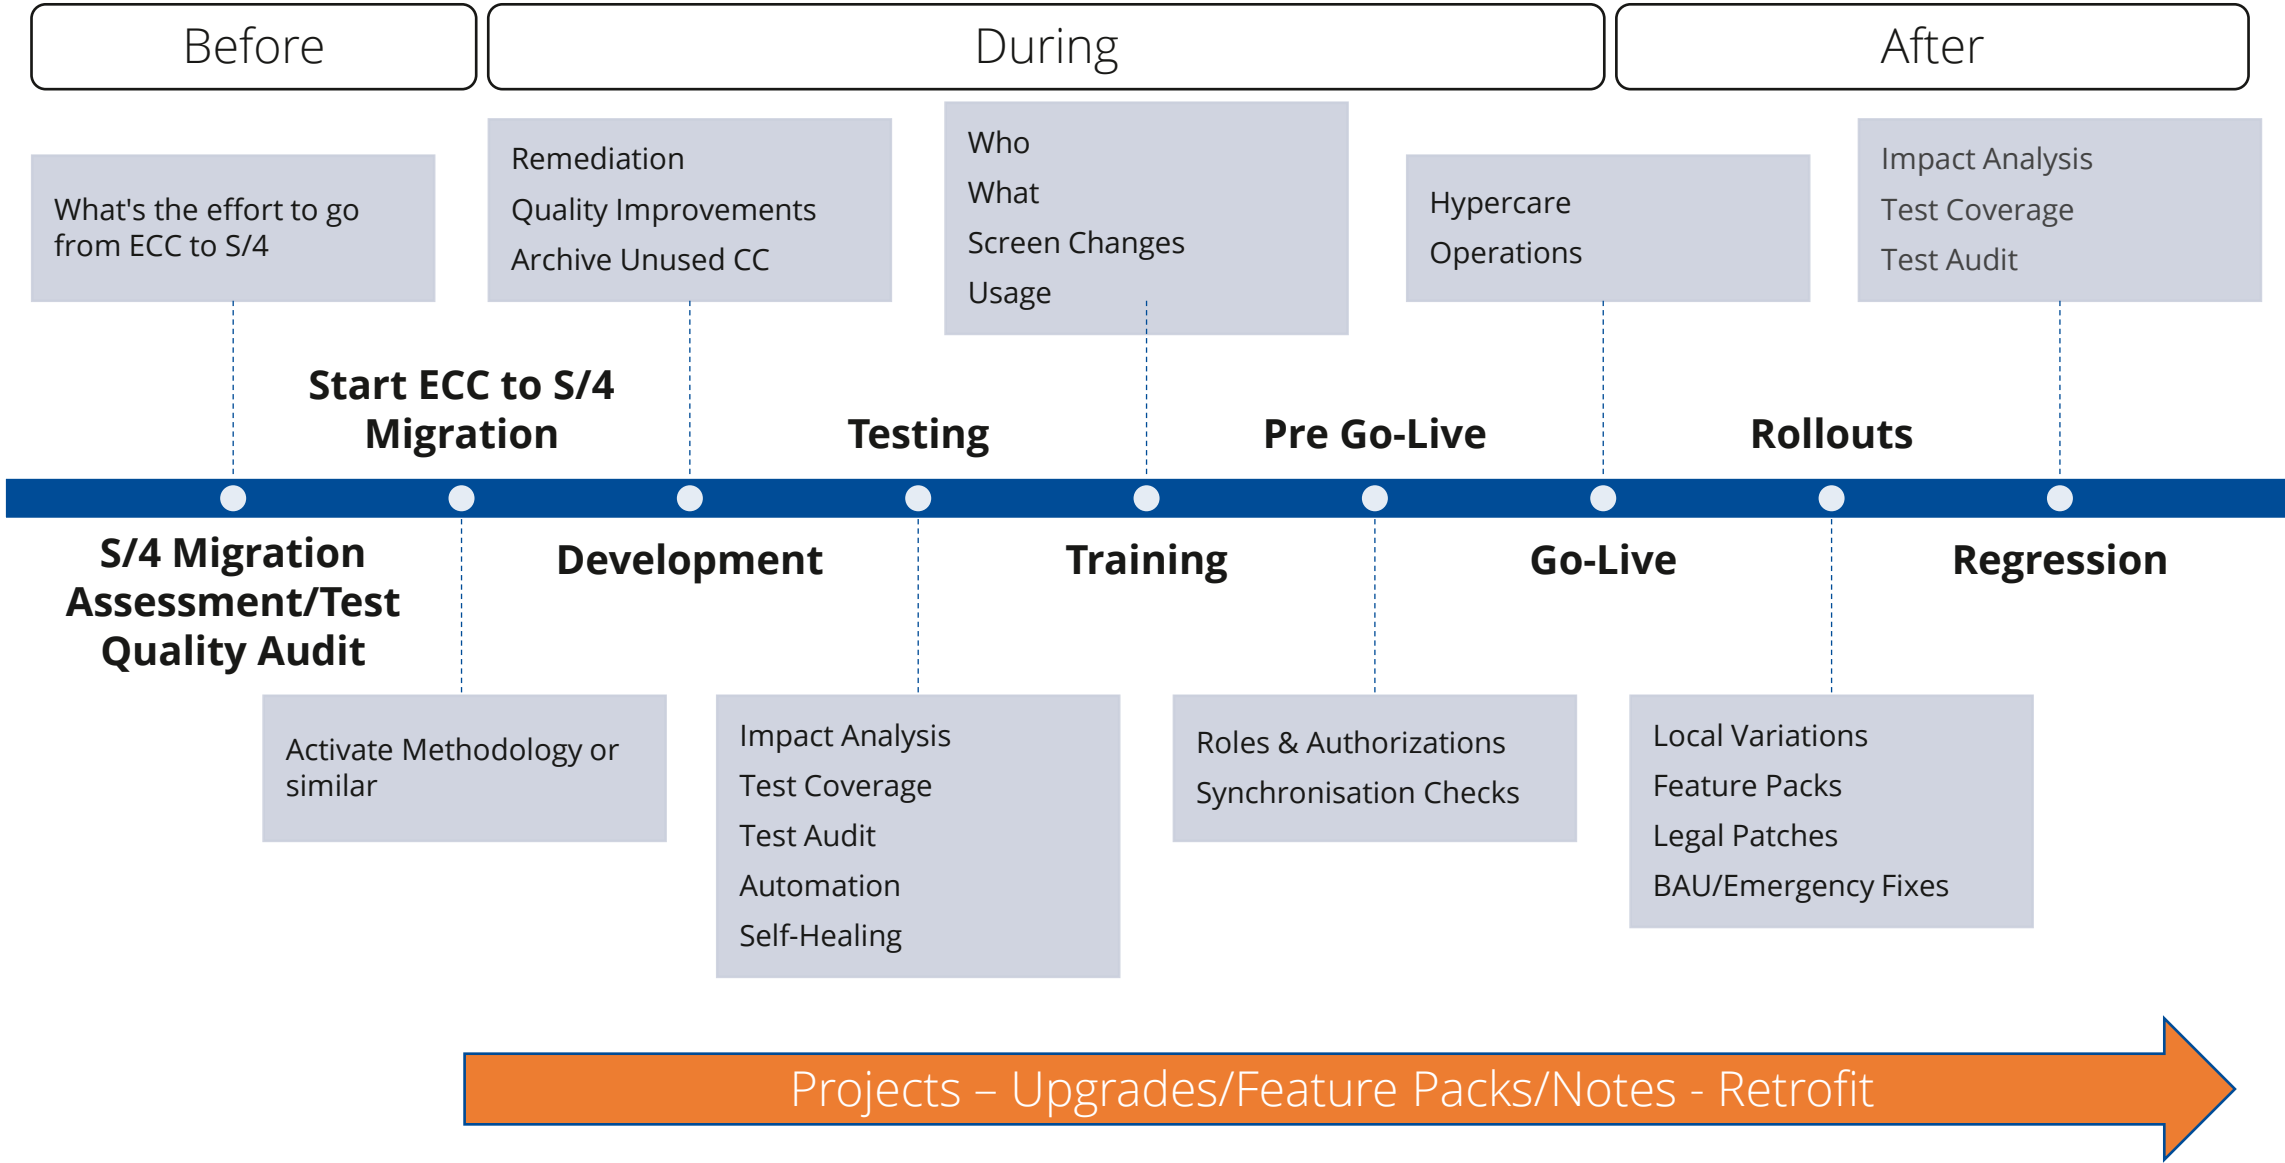 Before
During
After
What's the effort to go
from ECC to S/4
Remediation
Quality Improvements
Archive Unused CC
Who
What
Screen Changes
Usage
Hypercare
Operations
Impact Analysis
Test Coverage
Test Audit
Start ECC to S/4
Migration
Testing
Pre Go-Live
Rollouts
S/4 Migration
Assessment/Test
Quality Audit
Development
Training
Go-Live
Regression
Activate Methodology or
similar
Impact Analysis
Test Coverage
Test Audit
Automation
Self-Healing
Roles & Authorizations
Synchronisation Checks
Local Variations
Feature Packs
Legal Patches
BAU/Emergency Fixes
Projects – Upgrades/Feature Packs/Notes - Retrofit